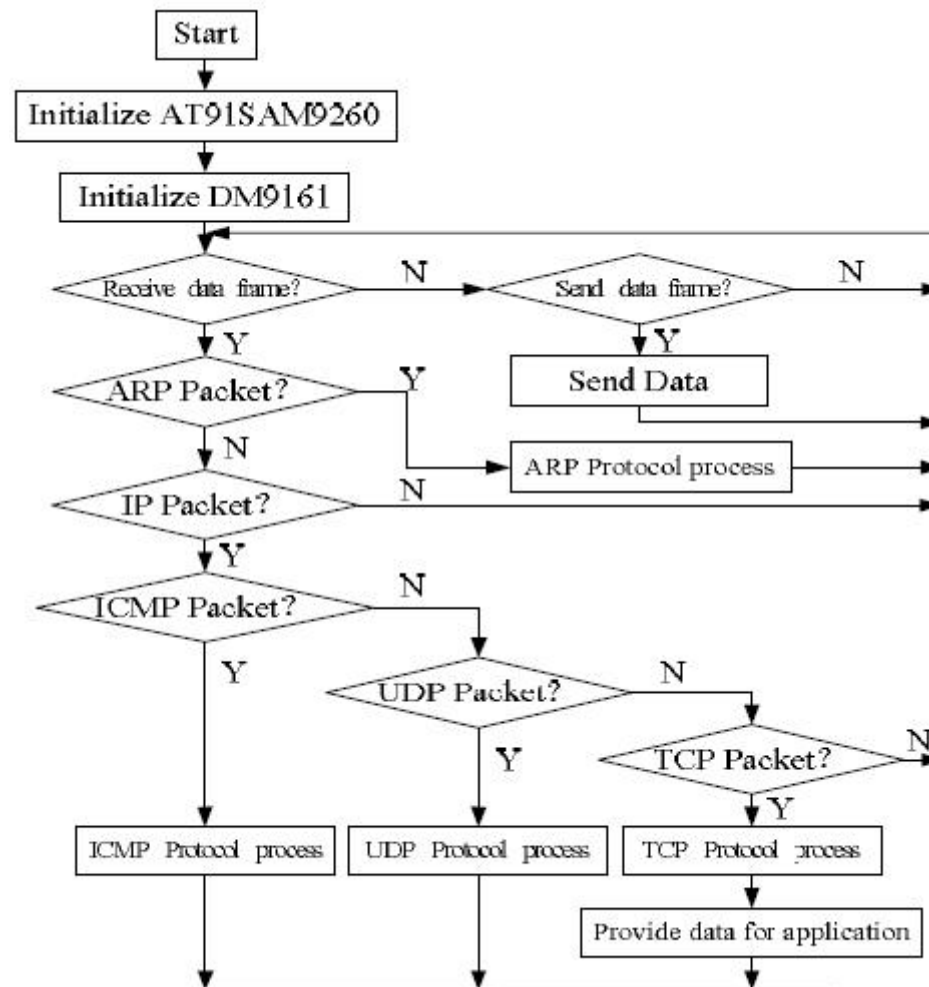 Start
Initialize AT91SAM9260
Initialize DM9161
Receive data frame?
N
Send data frame?
N
Y
Y
Send Data
ARP Packet?
Y
N
ARP Protocol process
IP Packet?
N
Y
ICMP Packet?
N
Y
UDP Packet?
N
Y
TCP Packet?
N
Y
ICMP Protocol process
UDP Protocol process
TCP Protocol process
Provide data for application